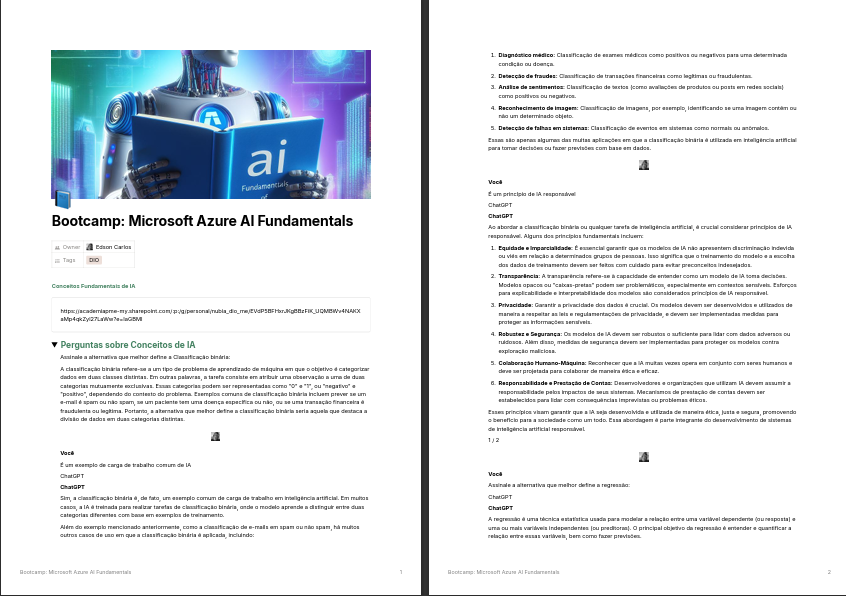 ai
Fundamentals
of
Bootcamp: Microsoft Azure AI Fundamentals
Owner Edson Carlos
Tags DIO
Conceitos Fundamentais de IA
Perguntas sobre Conceitos de IA
Assinale a alternativa que melhor define a Classificação binária:
A classificação binária refere-se a um tipo de problema de aprendizado de máquina em que o objetivo é categorizar
dados em duas classes distintas. Em outras palavras, a tarefa consiste em atribuir uma observação a uma de duas
categorias mutuamente exclusivas. Essas categorias podem ser representadas como "0" e "1", ou "negativo" e
"positivo", dependendo do contexto do problema. Exemplos comuns de classificação binária incluem prever se um
e-mail é spam ou não spam, se um paciente tem uma doença específica ou não, ou se uma transação financeira é
fraudulenta ou legítima. Portanto, a alternativa que melhor define a classificação binária seria aquela que destaca a
divisão de dados em duas categorias distintas.
Você
É um exemplo de carga de trabalho comum de IA
ChatGPT
ChatGPT
Sim, a classificação binária é, de fato, um exemplo comum de carga de trabalho em inteligência artificial. Em muitos
casos, a IA é treinada para realizar tarefas de classificação binária, onde o modelo aprende a distinguir entre duas
categorias diferentes com base em exemplos de treinamento.
Além do exemplo mencionado anteriormente, como a classificação de e-mails em spam ou não spam, há muitos
outros casos de uso em que a classificação binária é aplicada, incluindo:
Bootcamp: Microsoft Azure AI Fundamentals 1
1. Diagnóstico médico: Classificação de exames médicos como positivos ou negativos para uma determinada
condição ou doença.
2. Detecção de fraudes: Classificação de transações financeiras como legítimas ou fraudulentas.
3. Análise de sentimentos: Classificação de textos (como avaliações de produtos ou posts em redes sociais)
como positivos ou negativos.
4. Reconhecimento de imagem: Classificação de imagens, por exemplo, identificando se uma imagem contém ou
não um determinado objeto.
5. Detecção de falhas em sistemas: Classificação de eventos em sistemas como normais ou anômalos.
Essas são apenas algumas das muitas aplicações em que a classificação binária é utilizada em inteligência artificial
para tomar decisões ou fazer previsões com base em dados.
Você
É um princípio de IA responsável
ChatGPT
ChatGPT
Ao abordar a classificação binária ou qualquer tarefa de inteligência artificial, é crucial considerar princípios de IA
responsável. Alguns dos princípios fundamentais incluem:
1. Equidade e Imparcialidade: É essencial garantir que os modelos de IA não apresentem discriminação indevida
ou viés em relação a determinados grupos de pessoas. Isso significa que o treinamento do modelo e a escolha
dos dados de treinamento devem ser feitos com cuidado para evitar preconceitos indesejados.
2. Transparência: A transparência refere-se à capacidade de entender como um modelo de IA toma decisões.
Modelos opacos ou "caixas-pretas" podem ser problemáticos, especialmente em contextos sensíveis. Esforços
para explicabilidade e interpretabilidade dos modelos são considerados princípios de IA responsável.
3. Privacidade: Garantir a privacidade dos dados é crucial. Os modelos devem ser desenvolvidos e utilizados de
maneira a respeitar as leis e regulamentações de privacidade, e devem ser implementadas medidas para
proteger as informações sensíveis.
4. Robustez e Segurança: Os modelos de IA devem ser robustos o suficiente para lidar com dados adversos ou
ruidosos. Além disso, medidas de segurança devem ser implementadas para proteger os modelos contra
exploração maliciosa.
5. Colaboração Humano-Máquina: Reconhecer que a IA muitas vezes opera em conjunto com seres humanos e
deve ser projetada para colaborar de maneira ética e eficaz.
6. Responsabilidade e Prestação de Contas: Desenvolvedores e organizações que utilizam IA devem assumir a
responsabilidade pelos impactos de seus sistemas. Mecanismos de prestação de contas devem ser
estabelecidos para lidar com consequências imprevistas ou problemas éticos.
Esses princípios visam garantir que a IA seja desenvolvida e utilizada de maneira ética, justa e segura, promovendo
o benefício para a sociedade como um todo. Essa abordagem é parte integrante do desenvolvimento de sistemas
de inteligência artificial responsável.
1 / 2
Você
Assinale a alternativa que melhor define a regressão:
ChatGPT
ChatGPT
A regressão é uma técnica estatística usada para modelar a relação entre uma variável dependente (ou resposta) e
uma ou mais variáveis independentes (ou preditoras). O principal objetivo da regressão é entender e quantificar a
relação entre essas variáveis, bem como fazer previsões.
Bootcamp: Microsoft Azure AI Fundamentals 2